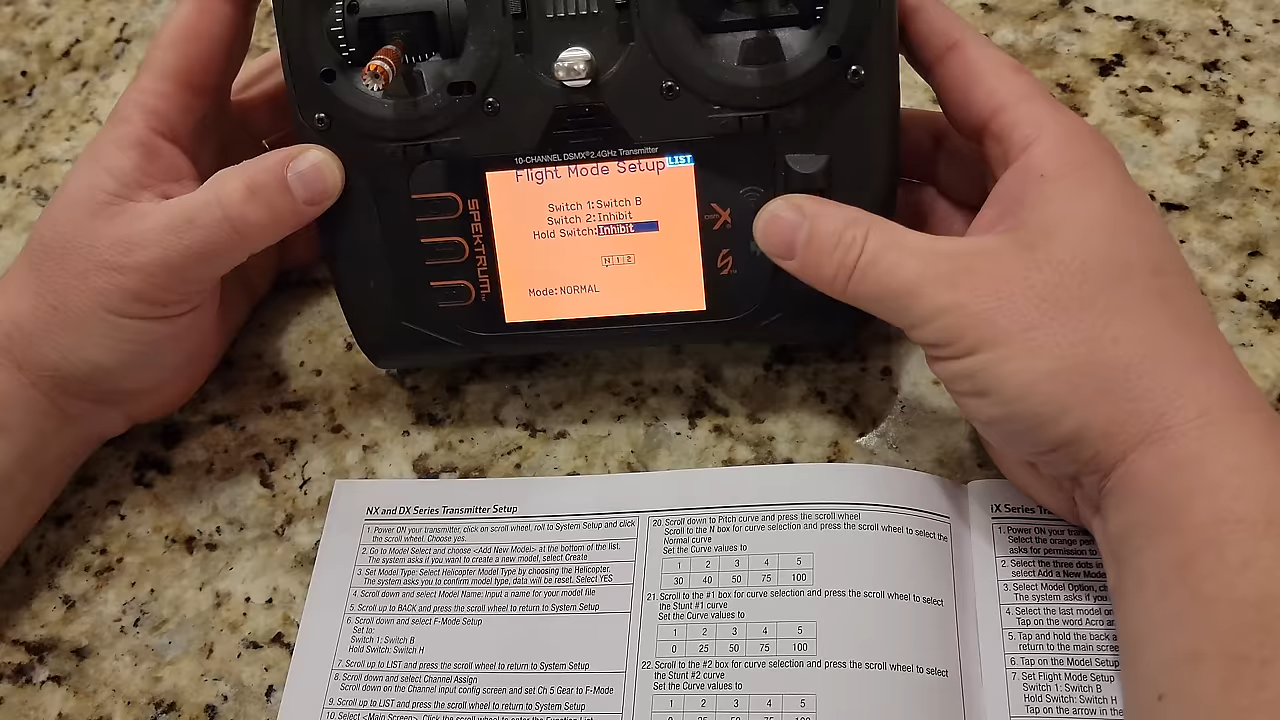 10-CHANNEL DSMX® 2.4GHz Transmitter
Flight Mode Setup LIST
Switch 1: Switch B
Switch 2: Inhibit
Hold Switch: Inhibit
N 1 2
Mode: NORMAL
SPEKTRUM
NX and DX Series Transmitter Setup
1. Power ON your transmitter, click on scroll wheel, roll to System Setup and click
the scroll wheel. Choose yes.
2. Model Select and choose <Add New Model> at the bottom of the list.
system asks if you want to create a new model, select Create
3. Set Model Type: Select Helicopter Model Type by choosing the Helicopter.
The system asks you to confirm model type, data will be reset. Select YES
4. Select Model Name, input a name for your model file
5. Scroll up and press the scroll wheel to return to System Setup
6. Scroll down and select F-Mode Setup
Set to:
Switch 1: Switch
Hold Switch: Switch H
7. Scroll up to LIST and press the scroll wheel to return to System Setup
8. Scroll down and select Channel Assign
Scroll down on the Channel input config screen and set Ch 5 Gear to F-Mode
9. Scroll up to LIST and press the scroll wheel to return to System Setup
10. Select
20. Scroll down to Pitch curve and press the scroll wheel
Scroll to the N box for curve selection and press the scroll wheel to select the
Normal curve
Set the Curve values to
1 2 3 4 5
30 40 50 75 100
21. Scroll to the #1 box for curve selection and press the scroll wheel to select
the Stunt #1 curve
Set the Curve values to
1 2 3 4 5
0 25 50 75 100
22. Scroll to the #2 box for curve selection and press the scroll wheel to select
the Stunt #2 curve
Set the Curve values to
1 2 3 4 5
0 25 50 75 100
iX Series
1. Power ON your
Select the orange
asks for permission to
2. Select the three dots in
select Add a New Mode
3. Select Model Option,
The system asks if you
4. Select the last model on
Tap on the word Acro
5. Tap and hold the back a
return to the main
6. Tap on the Model Setup
7. Set Flight Mode Setup
Switch 1: Switch B
Hold Switch: Switch H
Tap on the arrow in the